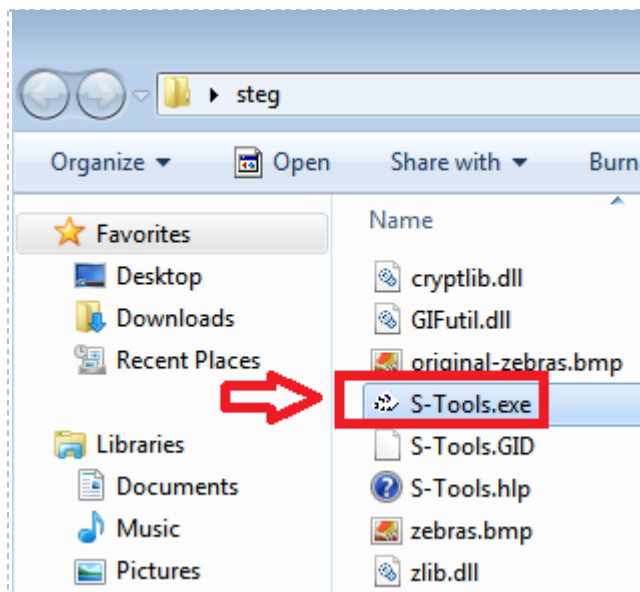 steg
Organize Open Share with Burn
Favorites
Desktop
Downloads
Recent Places
Libraries
Documents
Music
Pictures
Name
cryptlib.dll
GIFutil.dll
original-zebras.bmp
S-Tools.exe
S-Tools.GID
S-Tools.hlp
zebras.bmp
zlib.dll